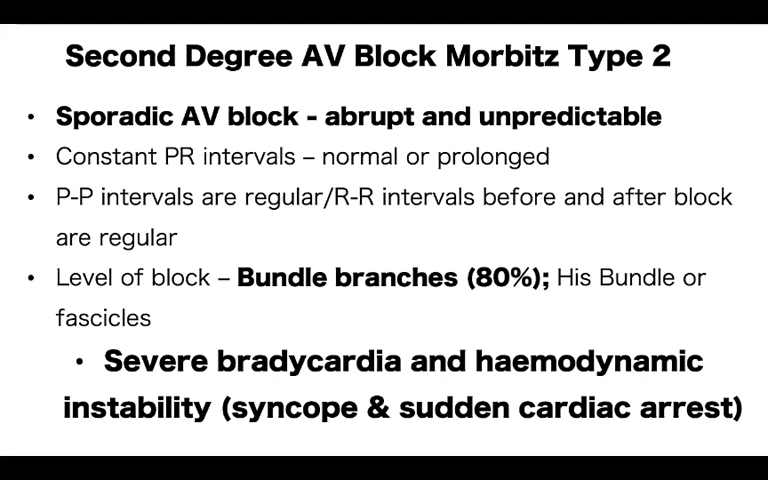 Second Degree AV Block Morbitz Type 2
• Sporadic AV block - abrupt and unpredictable
• Constant PR intervals – normal or prolonged
• P-P intervals are regular/R-R intervals before and after block
are regular
• Level of block – Bundle branches (80%); His Bundle or
fascicles
• Severe bradycardia and haemodynamic
instability (syncope & sudden cardiac arrest)